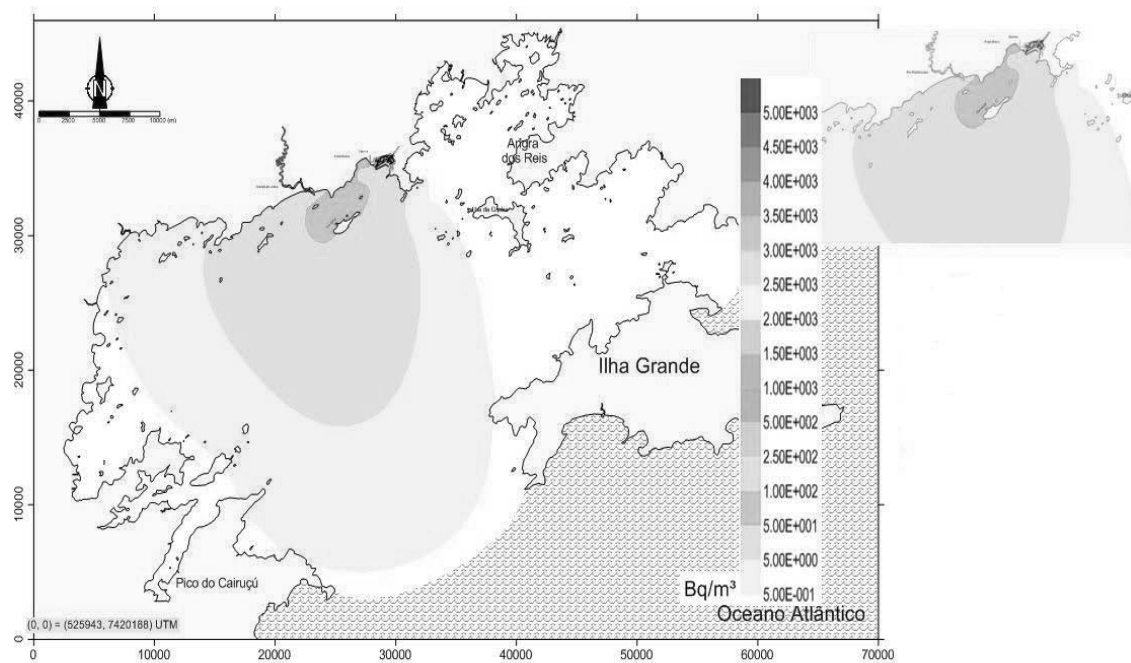 N
0 2500 5000 7500 10000 (m)
40000
30000
20000
10000
0
Angra
dos Reis
Ilha Grande
Pico do Cairuçú
(0, 0) = (525943, 7420188) UTM
5.00E+003
4.50E+003
4.00E+003
3.50E+003
3.00E+003
2.50E+003
2.00E+003
1.50E+003
1.00E+003
5.00E+002
2.50E+002
1.00E+002
5.00E+001
5.00E+000
5.00E-001
Bq/m³
Oceano Atlântico
0 10000 20000 30000 40000 50000 60000 70000